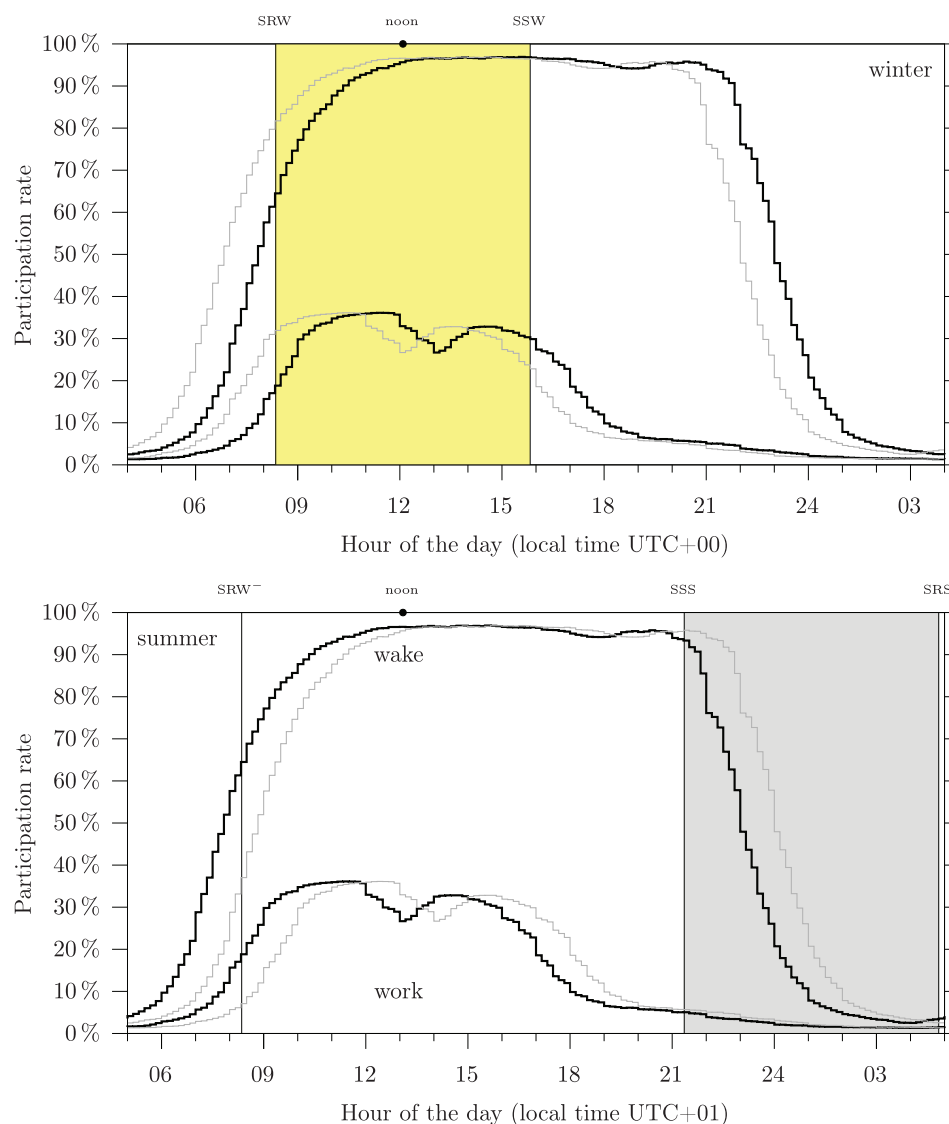 SRW noon SSW
100 %
winter
90 %
80 %
70 %
60 %
50 %
40 %
30 %
20 %
10 %
0 %
Participation rate
06 09 12 15 18 21 24 03
Hour of the day (local time UTC+00)
SRW− noon SSS SRS
100 %
summer
90 %
wake
80 %
70 %
60 %
50 %
40 %
30 %
20 %
10 %
work
0 %
Participation rate
06 09 12 15 18 21 24 03
Hour of the day (local time UTC+01)